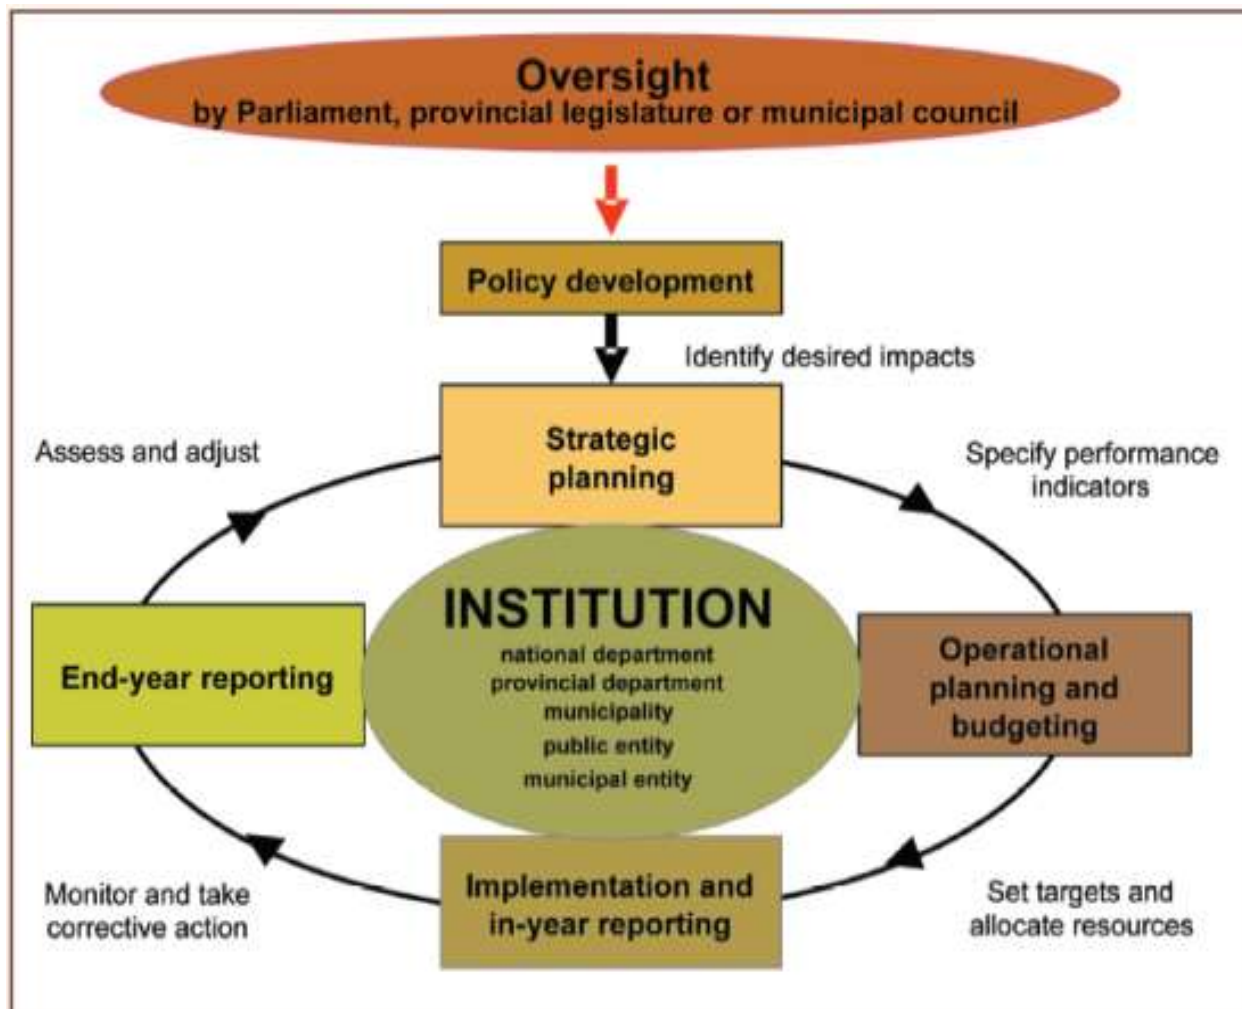 Oversight
by Parliament, provincial legislature or municipal council
Policy development
Identify desired impacts
Strategic
planning
Assess and adjust
Specify performance
indicators
INSTITUTION
national department
provincial department
municipality
public entity
municipal entity
End-year reporting
Operational
planning and
budgeting
Implementation and
in-year reporting
Monitor and take
corrective action
Set targets and
allocate resources